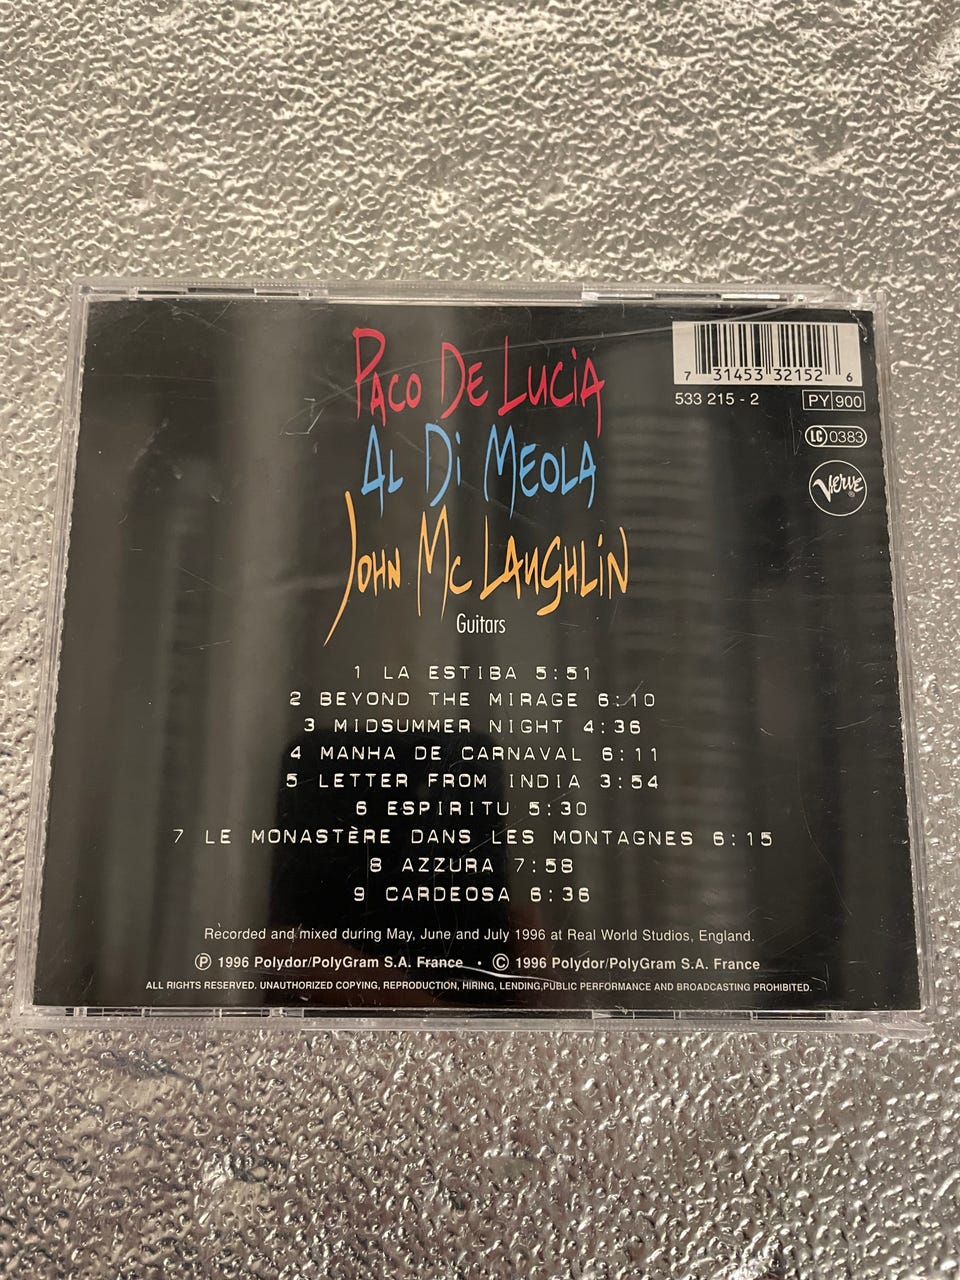 PACO DE LUCIA
AL Di MEOLA
JOHN Mc LAUGHLiN
Guitars
7 31453 32152 6
533 215 - 2
PY 900
LC 0383
Verve
®
1 LA ESTIBA 5:51
2 BEYOND THE MIRAGE 6:10
3 MIDSUMMER NIGHT 4:36
4 MANHA DE CARNAVAL 6:11
5 LETTER FROM INDIA 3:54
6 ESPIRITU 5:30
7 LE MONASTÈRE DANS LES MONTAGNES 6:15
8 AZZURA 7:58
9 CARDEOSA 6:36
Recorded and mixed during May, June and July 1996 at Real World Studios, England.
℗ 1996 Polydor/PolyGram S.A. France • © 1996 Polydor/PolyGram S.A. France
ALL RIGHTS RESERVED. UNAUTHORIZED COPYING, REPRODUCTION, HIRING, LENDING,PUBLIC PERFORMANCE AND BROADCASTING PROHIBITED.